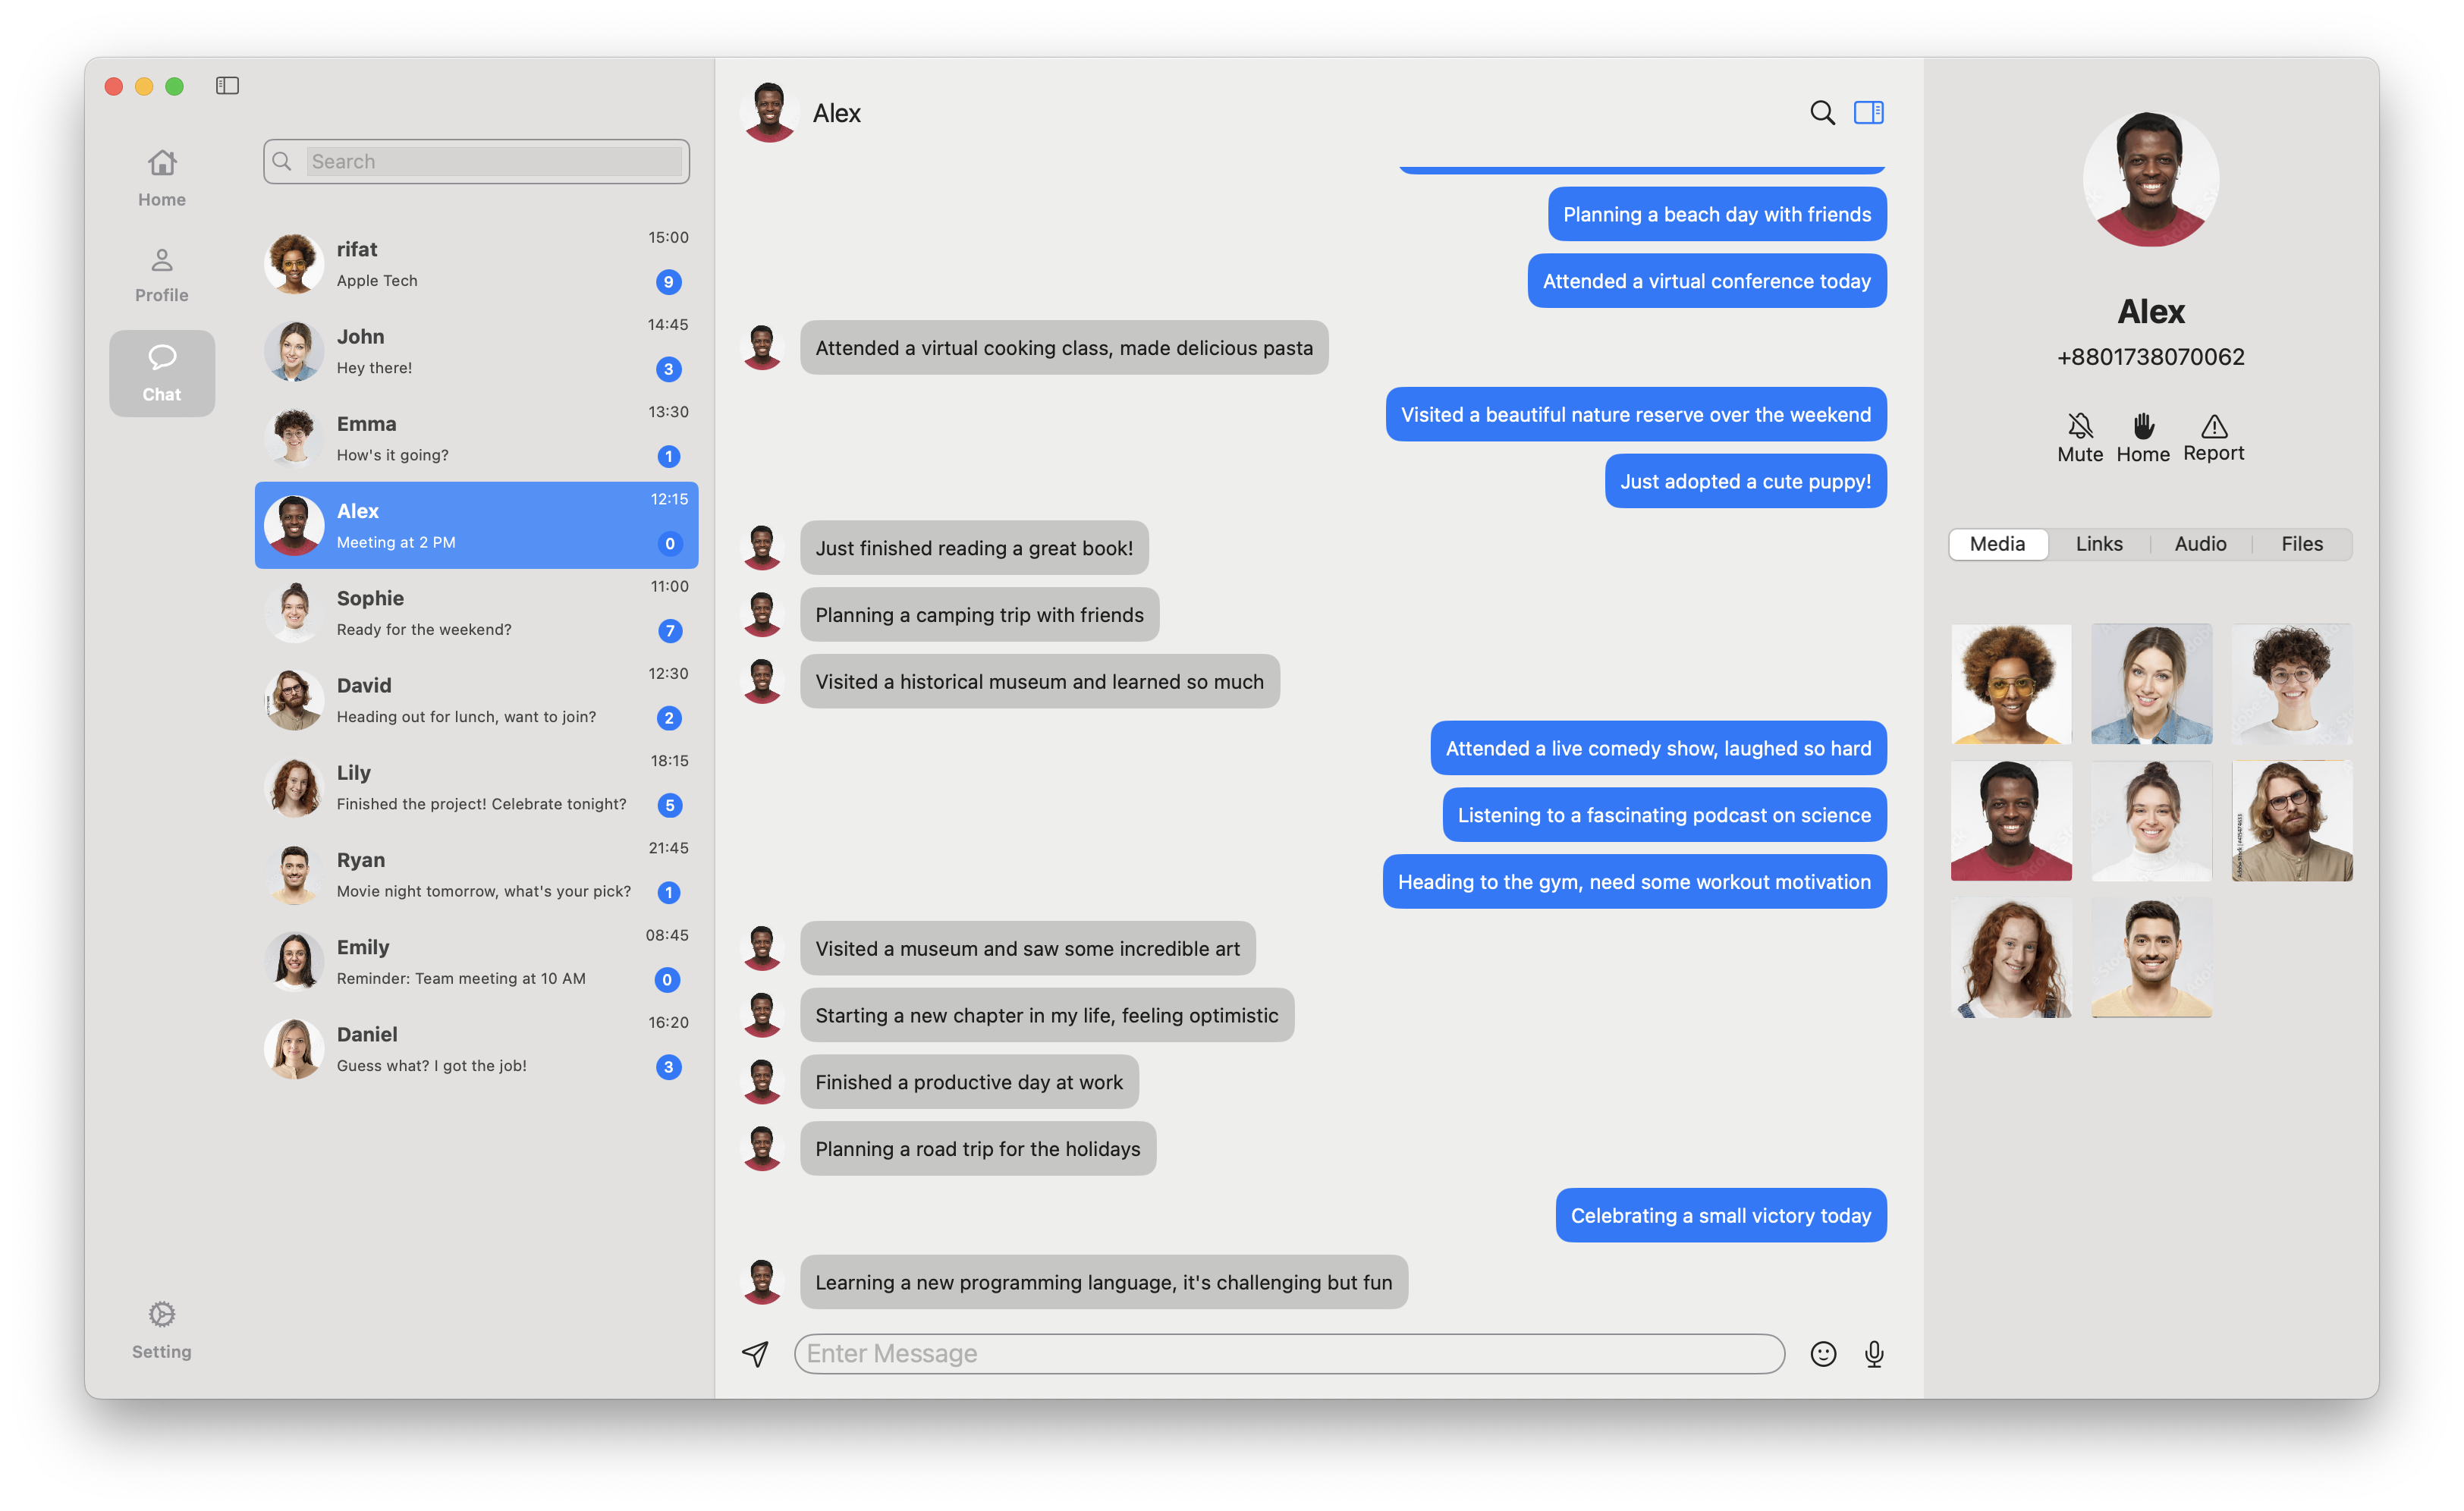 Home
Profile
Chat
Setting
Search
rifat
15:00
Apple Tech
9
John
14:45
Hey there!
3
Emma
13:30
How's it going?
1
Alex
12:15
Meeting at 2 PM
0
Sophie
11:00
Ready for the weekend?
7
David
12:30
Heading out for lunch, want to join?
2
Lily
18:15
Finished the project! Celebrate tonight?
5
Ryan
21:45
Movie night tomorrow, what's your pick?
1
Emily
08:45
Reminder: Team meeting at 10 AM
0
Daniel
16:20
Guess what? I got the job!
3
Alex
Planning a beach day with friends
Attended a virtual conference today
Attended a virtual cooking class, made delicious pasta
Visited a beautiful nature reserve over the weekend
Just adopted a cute puppy!
Just finished reading a great book!
Planning a camping trip with friends
Visited a historical museum and learned so much
Attended a live comedy show, laughed so hard
Listening to a fascinating podcast on science
Heading to the gym, need some workout motivation
Visited a museum and saw some incredible art
Starting a new chapter in my life, feeling optimistic
Finished a productive day at work
Planning a road trip for the holidays
Celebrating a small victory today
Learning a new programming language, it's challenging but fun
Enter Message
Alex
+8801738070062
Mute Home Report
Media Links Audio Files